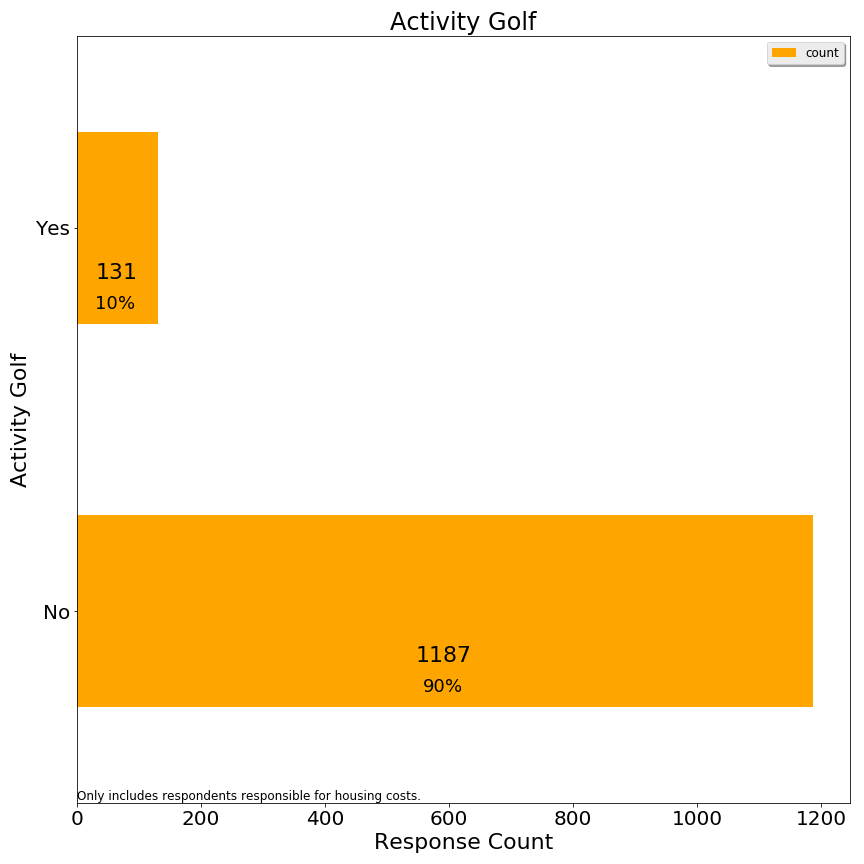 Activity Golf
count
Yes
131
10%
Activity Golf
No
1187
90%
Only includes respondents responsible for housing costs.
0 200 400 600 800 1000 1200
Response Count